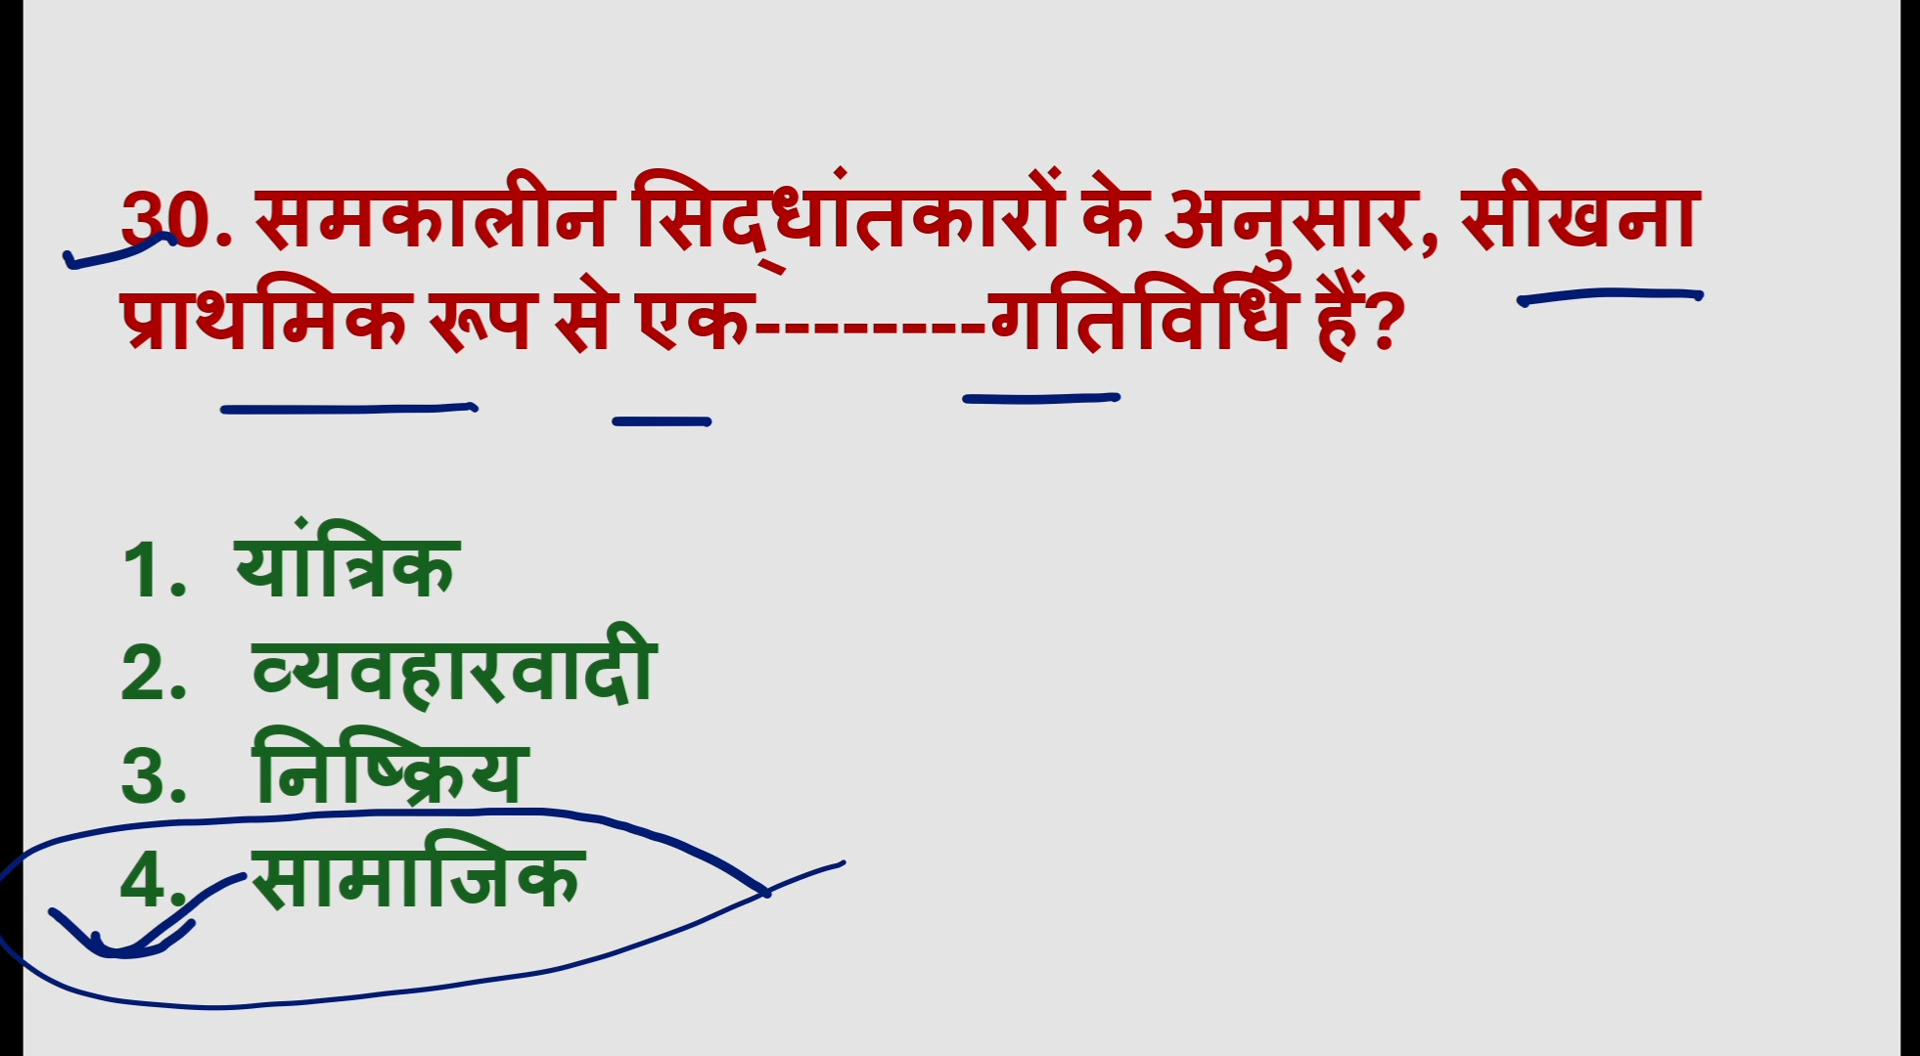 30. समकालीन सिद्धांतकारों के अनुसार, सीखना
प्राथमिक रूप से एक--------गतिविधि हैं?
1. यांत्रिक
2. व्यवहारवादी
3. निष्क्रिय
4. सामाजिक